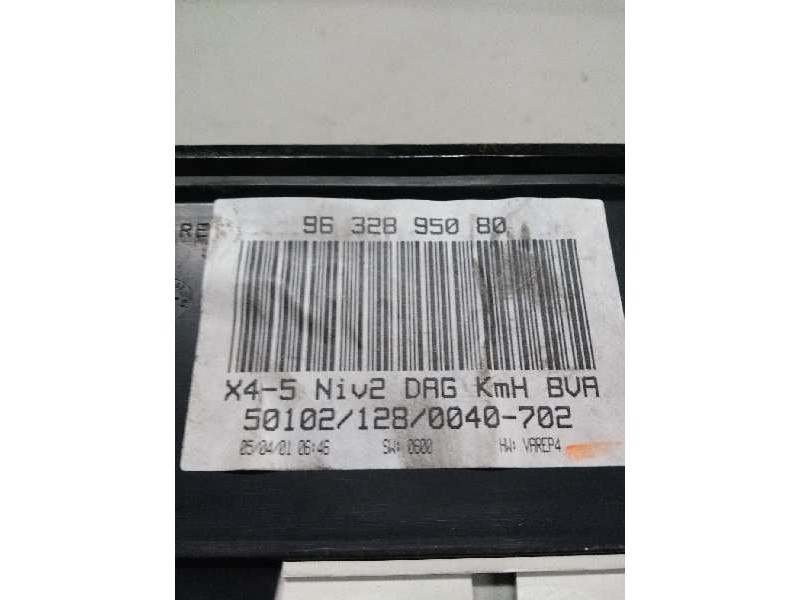 96 328 950 80
RE
X4-5 Niv2 DAG KmH BVA
50102/128/0040-702
05/04/01 06:46 SW: 0600 HW: VAREP4